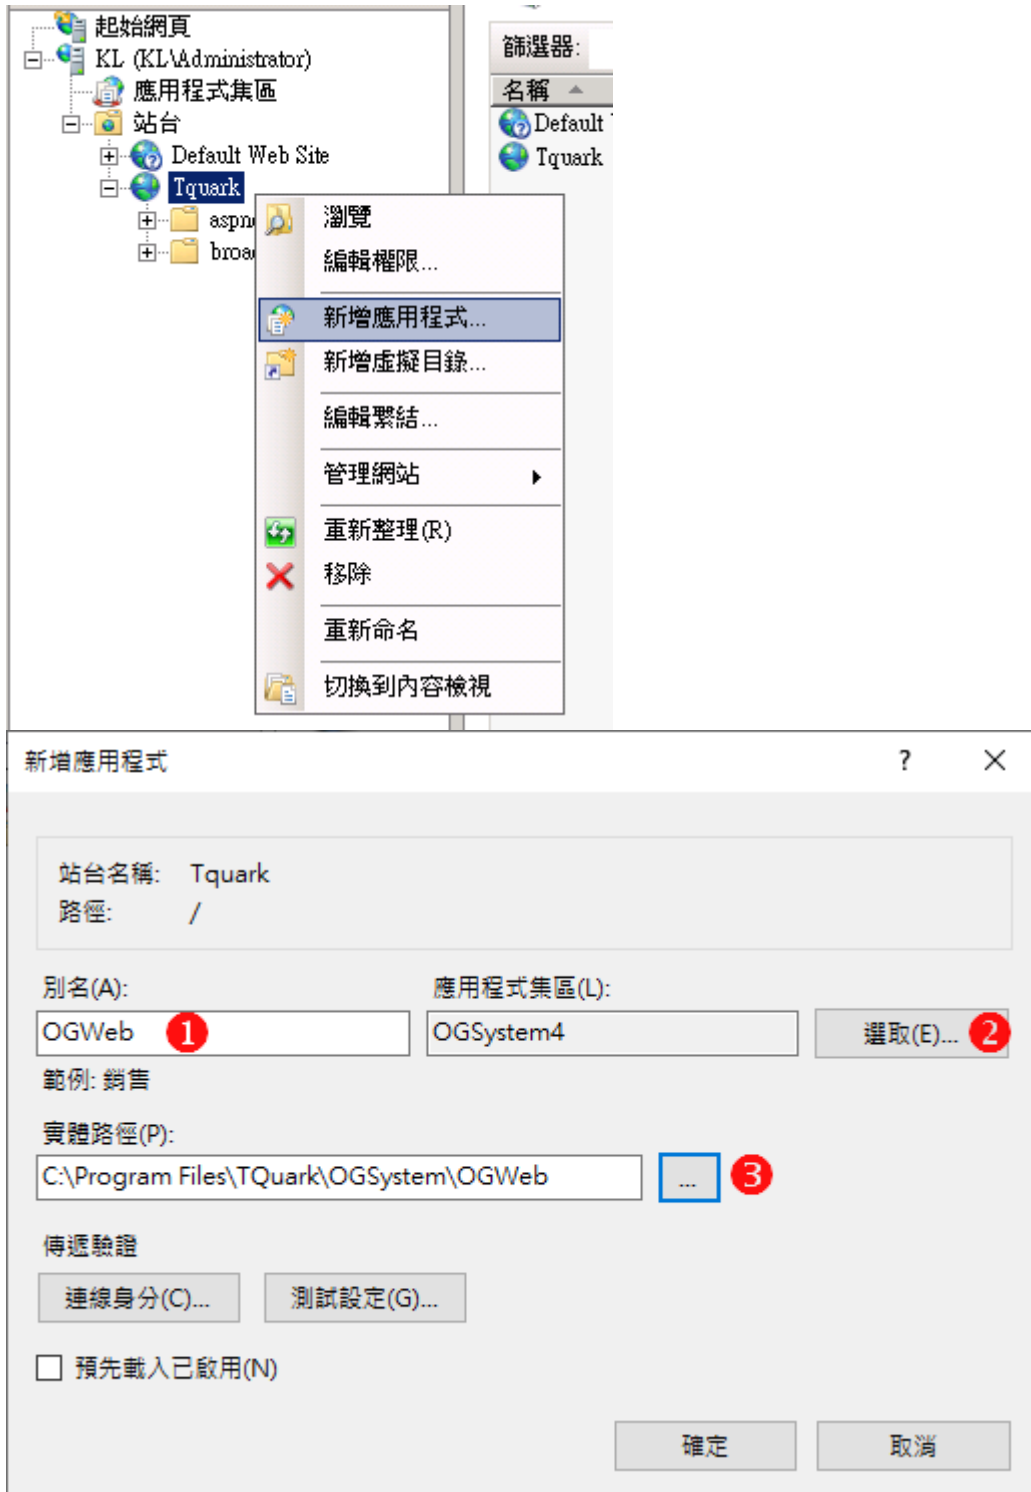 起始網頁
KL (KL\Administrator)
應用程式集區
站台
Default Web Site
Tquark
篩選器:
名稱
Default
Tquark
瀏覽
編輯權限...
新增應用程式...
新增虛擬目錄...
編輯繫結...
管理網站
重新整理(R)
移除
重新命名
切換到內容檢視
新增應用程式
?
站台名稱: Tquark
路徑: /
別名(A): 應用程式集區(L):
OGWeb 1 OGSystem4 選取(E)... 2
範例: 銷售
實體路徑(P):
C:\Program Files\TQuark\OGSystem\OGWeb ... 3
傳遞驗證
連線身分(C)... 測試設定(G)...
預先載入已啟用(N)
確定 取消